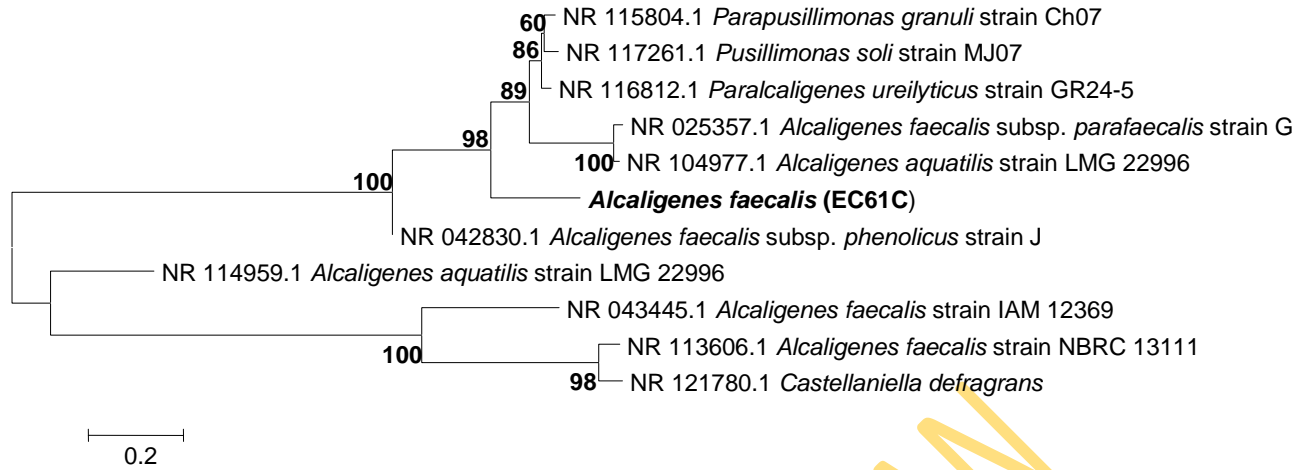 60 NR 115804.1 Parapusillimonas granuli strain Ch07
86 NR 117261.1 Pusillimonas soli strain MJ07
89 NR 116812.1 Paralcaligenes ureilyticus strain GR24-5
NR 025357.1 Alcaligenes faecalis subsp. parafaecalis strain G
98
100 NR 104977.1 Alcaligenes aquatilis strain LMG 22996
100
Alcaligenes faecalis (EC61C)
NR 042830.1 Alcaligenes faecalis subsp. phenolicus strain J
NR 114959.1 Alcaligenes aquatilis strain LMG 22996
NR 043445.1 Alcaligenes faecalis strain IAM 12369
100 NR 113606.1 Alcaligenes faecalis strain NBRC 13111
98 NR 121780.1 Castellaniella defragrans
0.2